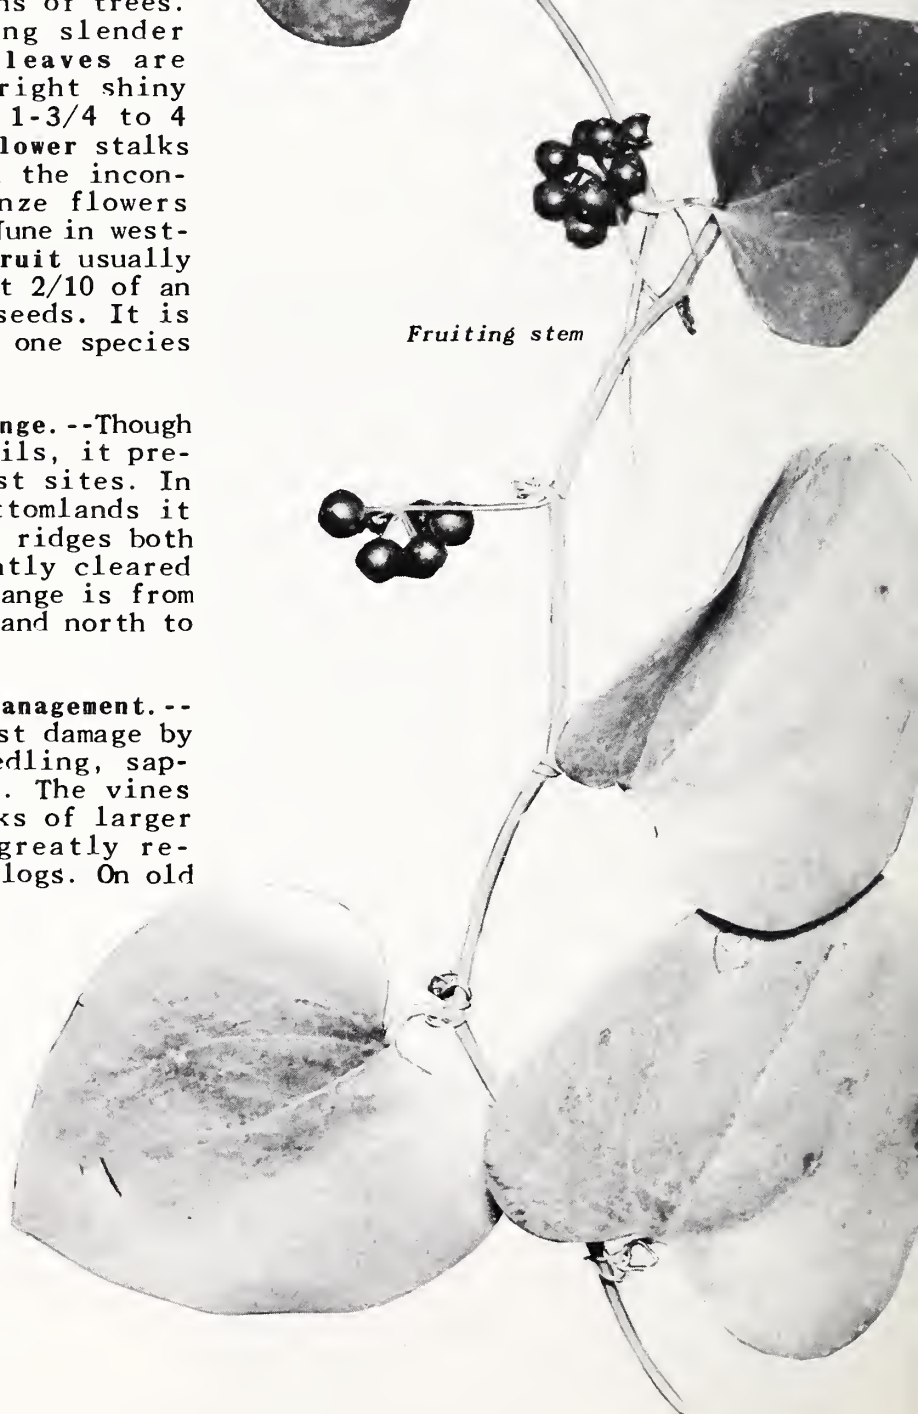 ns of trees.
ng slender
leaves are
right shiny
1-3/4 to 4
lower stalks
the incon-
nze flowers
June in west-
ruit usually
t 2/10 of an
seeds. It is
one species
Fruiting stem
nge. --Though
ils, it pre-
st sites. In
ttomlands it
ridges both
ntly cleared
ange is from
and north to
anagement. --
st damage by
edling, sap-
. The vines
ks of larger
greatly re-
logs. On old